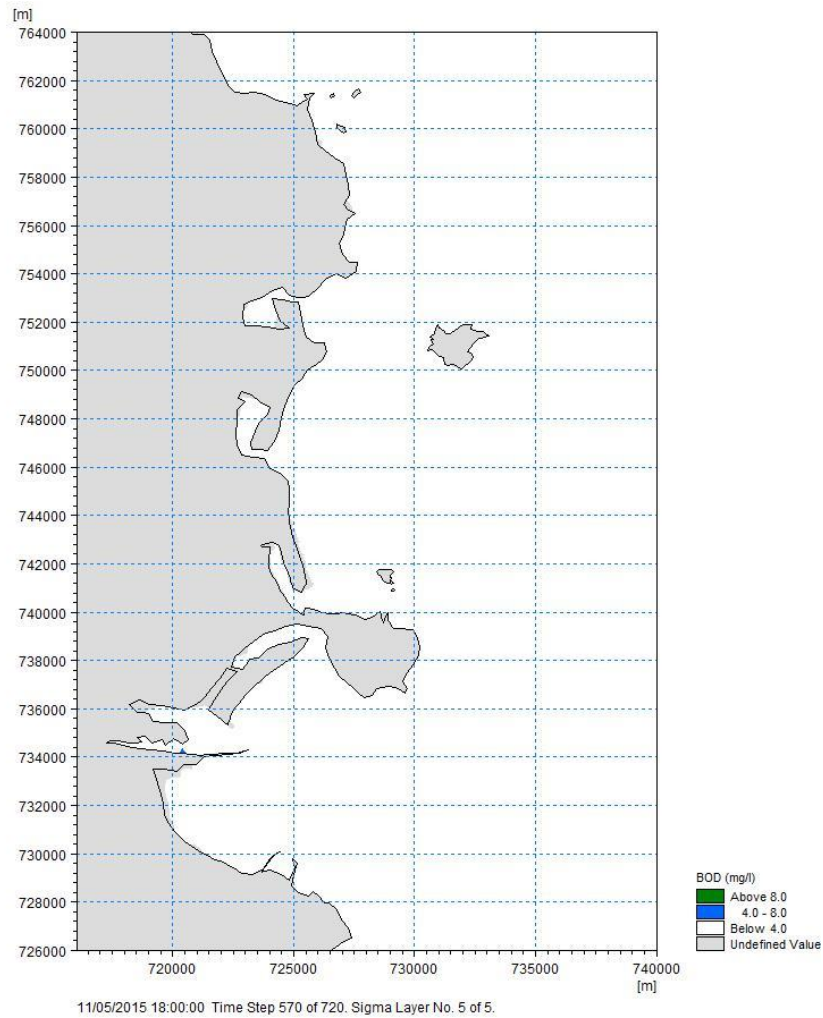 [m]
764000
762000
760000
758000
756000
754000
752000
750000
748000
746000
744000
742000
740000
738000
736000
734000
732000
730000
728000
726000
720000 725000 730000 735000 740000
[m]
BOD (mg/l)
Above 8.0
4.0 - 8.0
Below 4.0
Undefined Value
11/05/2015 18:00:00 Time Step 570 of 720. Sigma Layer No. 5 of 5.